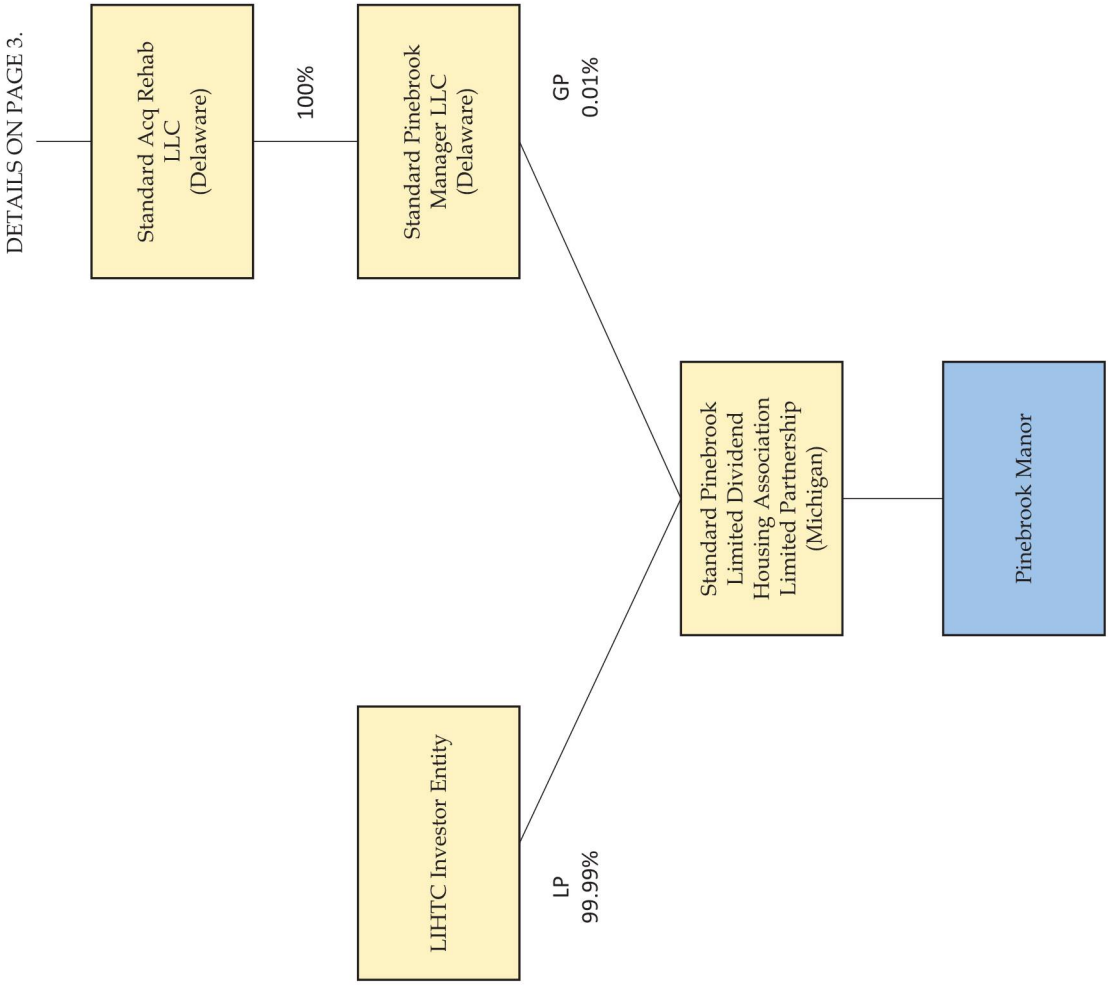 DETAILS ON PAGE 3.
Standard Acq Rehab
LLC
(Delaware)
100%
LIHTC Investor Entity
Standard Pinebrook
Manager LLC
(Delaware)
LP
99.99%
GP
0.01%
Standard Pinebrook
Limited Dividend
Housing Association
Limited Partnership
(Michigan)
Pinebrook Manor